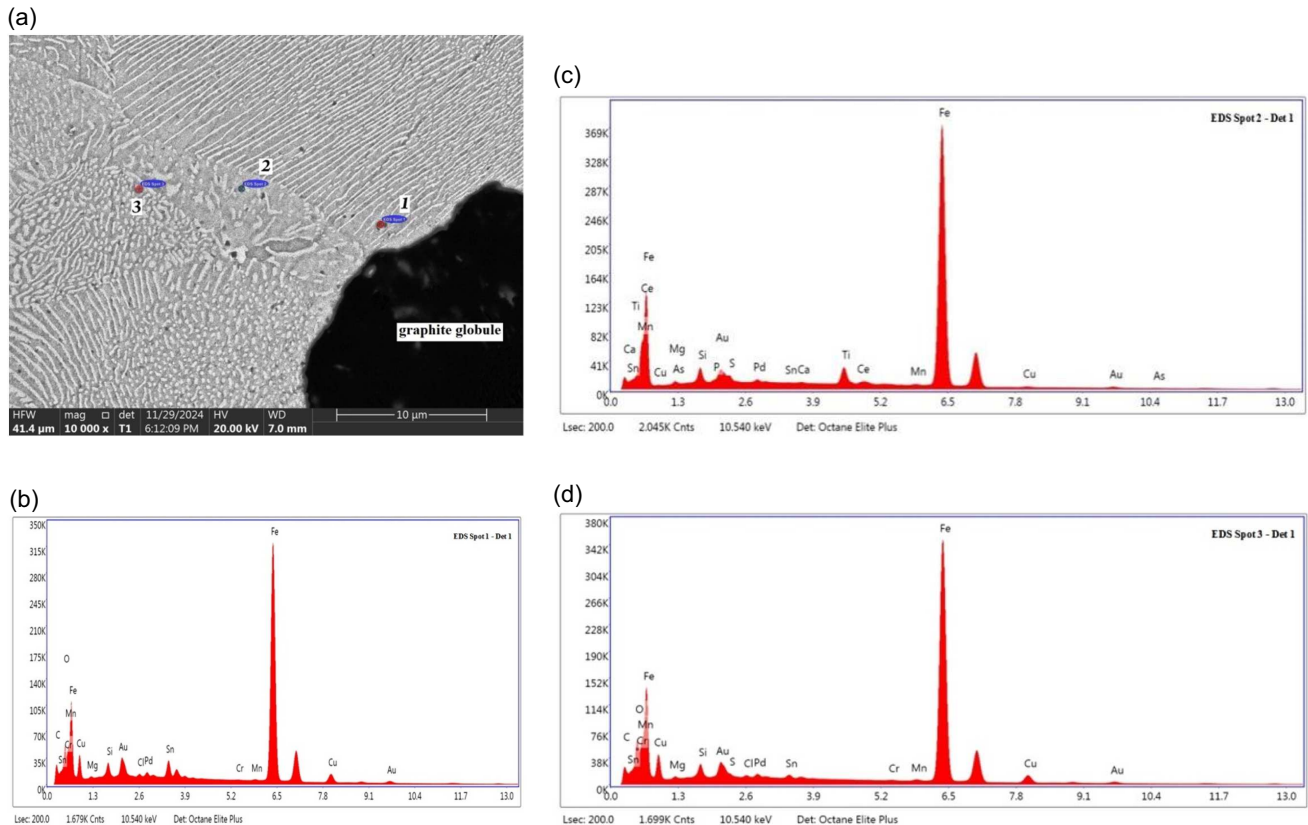 (a)
2
EDS Spot 3
EDS Spot 2
3
1
EDS Spot 1
graphite globule
HFW
mag
det
11/29/2024
HV
WD
10 µm
41.4 µm
10 000 x
T1
6:12:09 PM
20.00 kV
7.0 mm
(c)
EDS Spot 2 - Det 1
369K
328K
287K
246K
205K
164K
123K
82K
41K
0K
Fe
Fe
Ce
Ti
Mn
Ca
Sn
Cu
Mg
As
Si
Au
P
S
Pd
Sn
Ca
Ti
Ce
Mn
Cu
Au
As
0.0 1.3 2.6 3.9 5.2 6.5 7.8 9.1 10.4 11.7 13.0
Lsec: 200.0 2.045K Cnts 10.540 keV Det: Octane Elite Plus
(b)
EDS Spot 1 - Det 1
350K
315K
280K
245K
210K
175K
140K
105K
70K
35K
0K
Fe
O
Fe
Mn
C
Cr
Sn
Cu
Mg
Si
Au
Cl
Pd
Sn
Cr
Mn
Cu
Au
0.0 1.3 2.6 3.9 5.2 6.5 7.8 9.1 10.4 11.7 13.0
Lsec: 200.0 1.679K Cnts 10.540 keV Det: Octane Elite Plus
(d)
EDS Spot 3 - Det 1
380K
342K
304K
266K
228K
190K
152K
114K
76K
38K
0K
Fe
Fe
O
Mn
C
Cr
Sn
Cu
Mg
Si
Au
S
Cl
Pd
Sn
Cr
Mn
Cu
Au
0.0 1.3 2.6 3.9 5.2 6.5 7.8 9.1 10.4 11.7 13.0
Lsec: 200.0 1.699K Cnts 10.540 keV Det: Octane Elite Plus